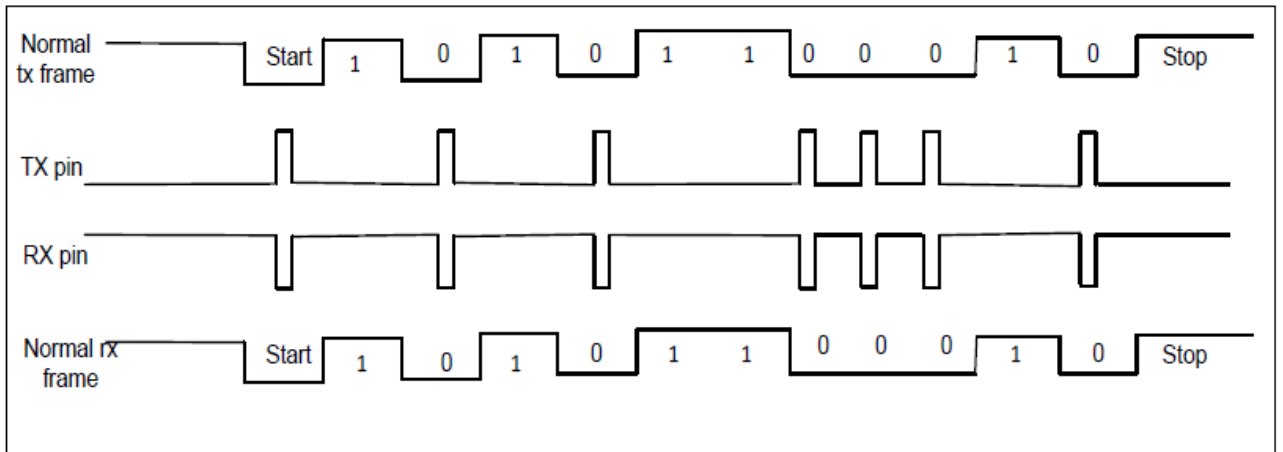 Normal
tx frame
Start 1 0 1 0 1 1 0 0 0 1 0 Stop
TX pin
RX pin
Normal rx
frame
Start 1 0 1 0 1 1 0 0 0 1 0 Stop